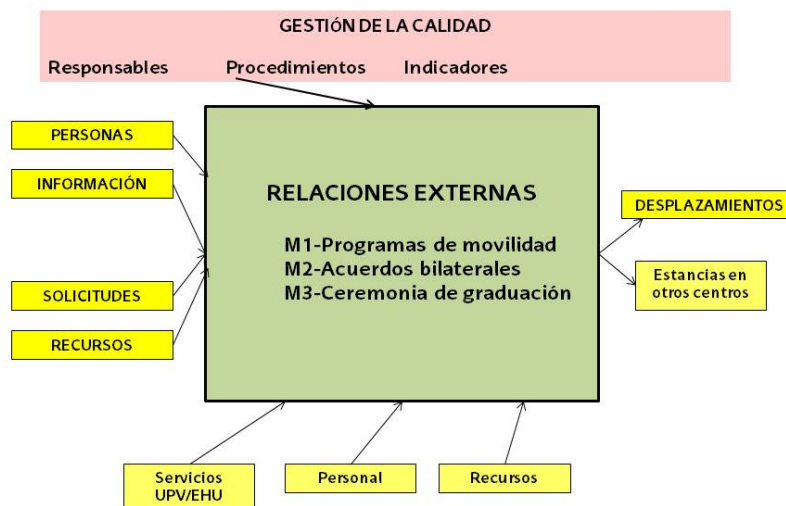 GESTIÓN DE LA CALIDAD
Responsables Procedimientos Indicadores
PERSONAS
INFORMACIÓN
SOLICITUDES
RECURSOS
RELACIONES EXTERNAS
M1-Programas de movilidad
M2-Acuerdos bilaterales
M3-Ceremonia de graduación
DESPLAZAMIENTOS
Estancías en
otros centros
Servicios
UPV/EHU
Personal
Recursos